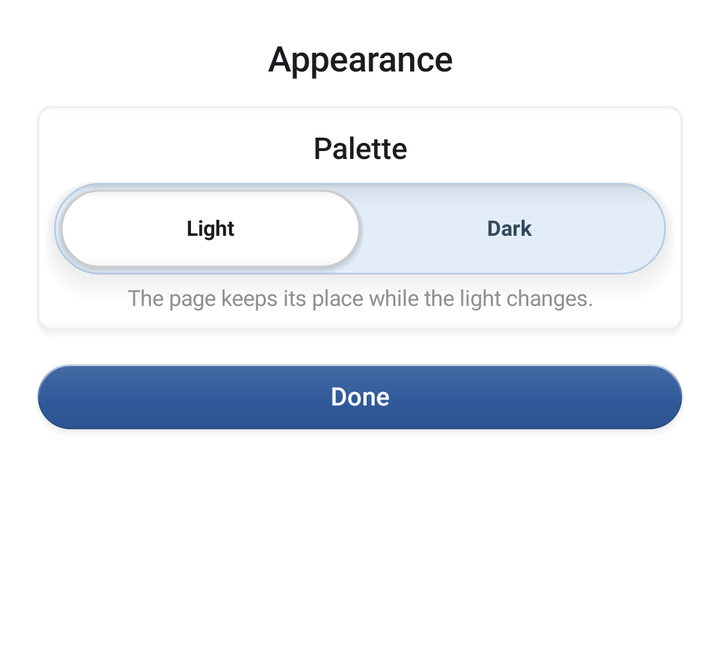 Appearance
Palette
Light
Dark
The page keeps its place while the light changes.
Done